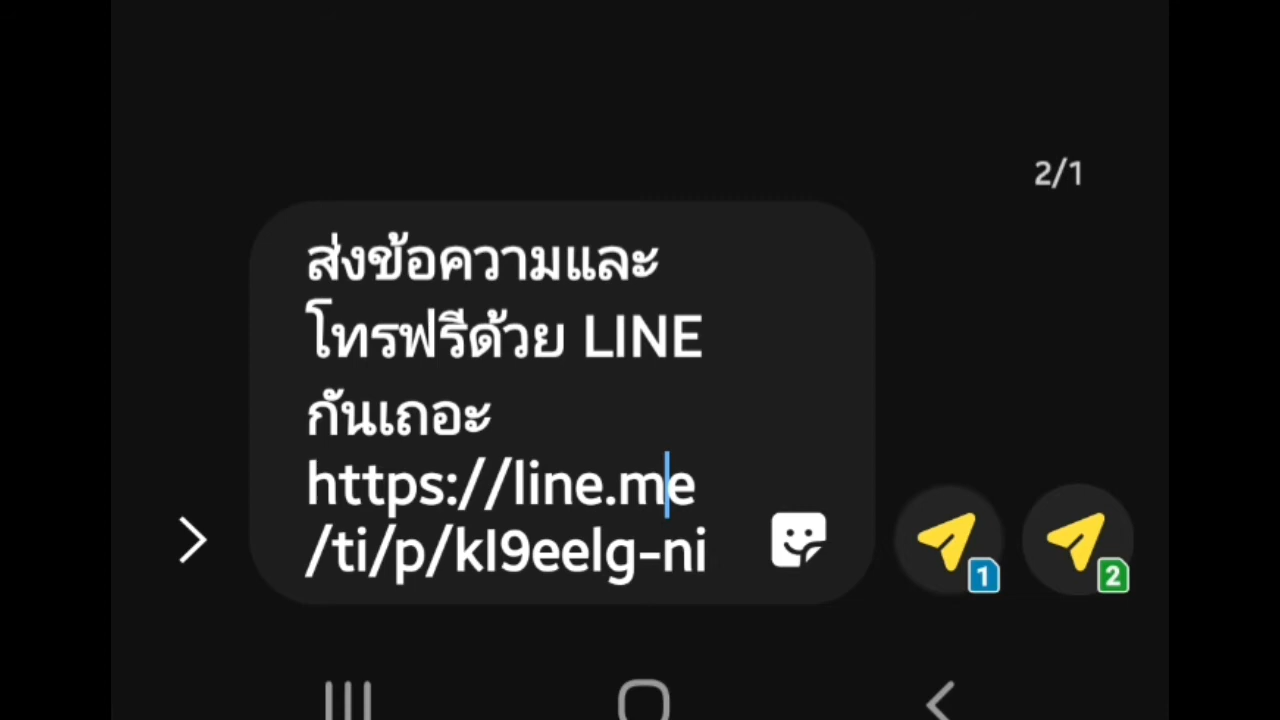 2/1
ส่งข้อความและ
โทรฟรีด้วย LINE
กันเถอะ
https://line.me
/ti/p/kI9eelg-ni
1
2